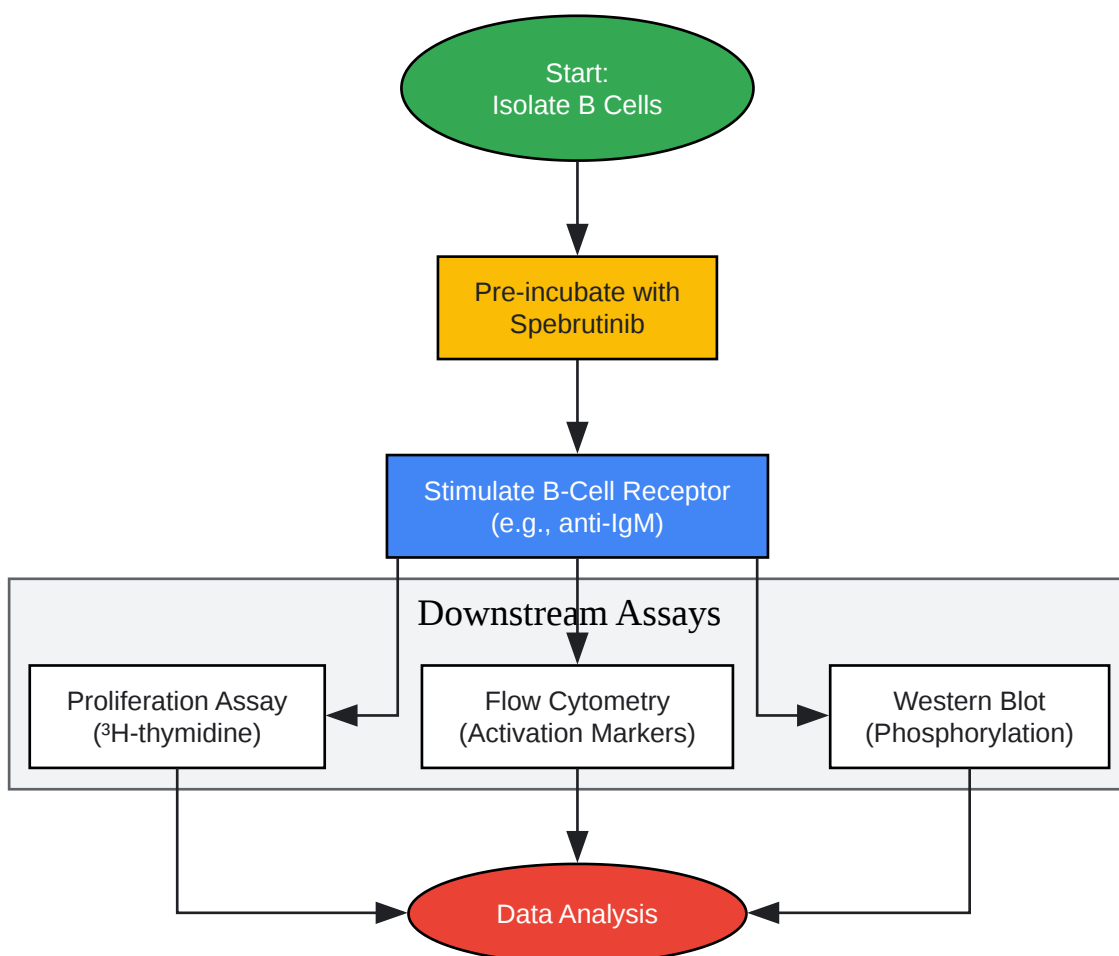 Start:
Isolate B Cells
Pre-incubate with
Spebrutinib
Stimulate B-Cell Receptor
(e.g., anti-IgM)
Downstream Assays
Proliferation Assay
(³H-thymidine)
Flow Cytometry
(Activation Markers)
Western Blot
(Phosphorylation)
Data Analysis